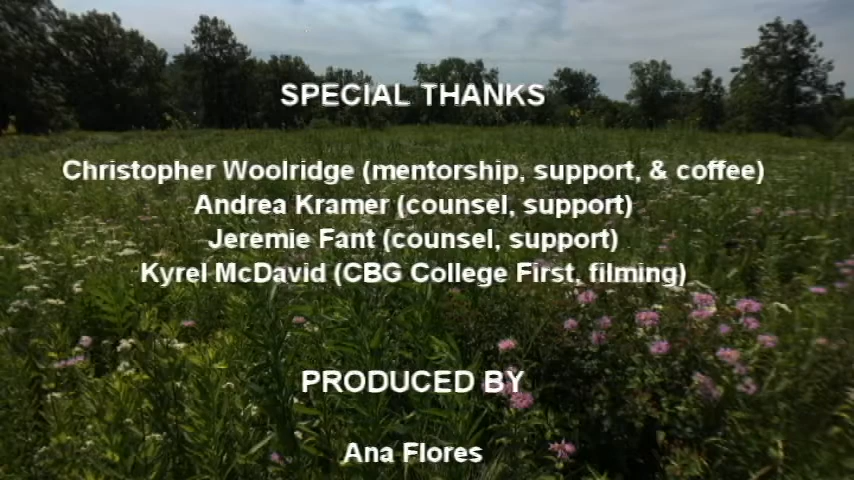 SPECIAL THANKS
Christopher Woolridge (mentorship, support, & coffee)
Andrea Kramer (counsel, support)
Jeremie Fant (counsel, support)
Kyrel McDavid (CBG College First, filming)
PRODUCED BY
Ana Flores